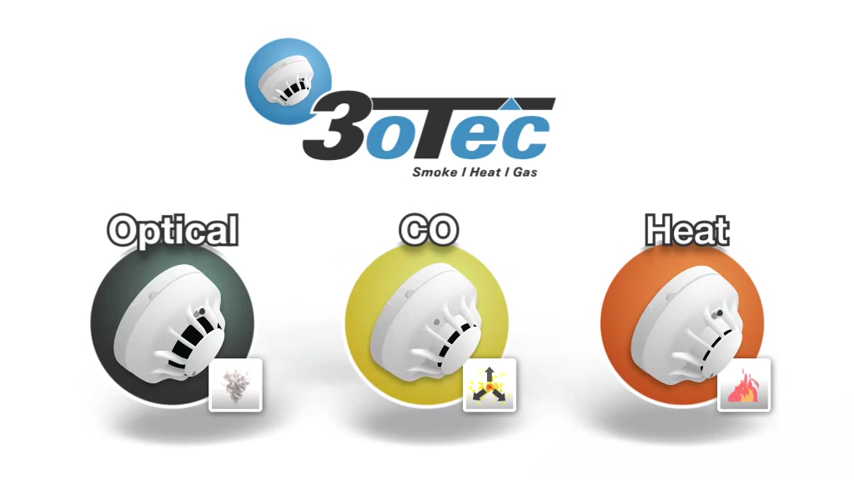 3oTec
Smoke | Heat | Gas
Optical
CO
Heat